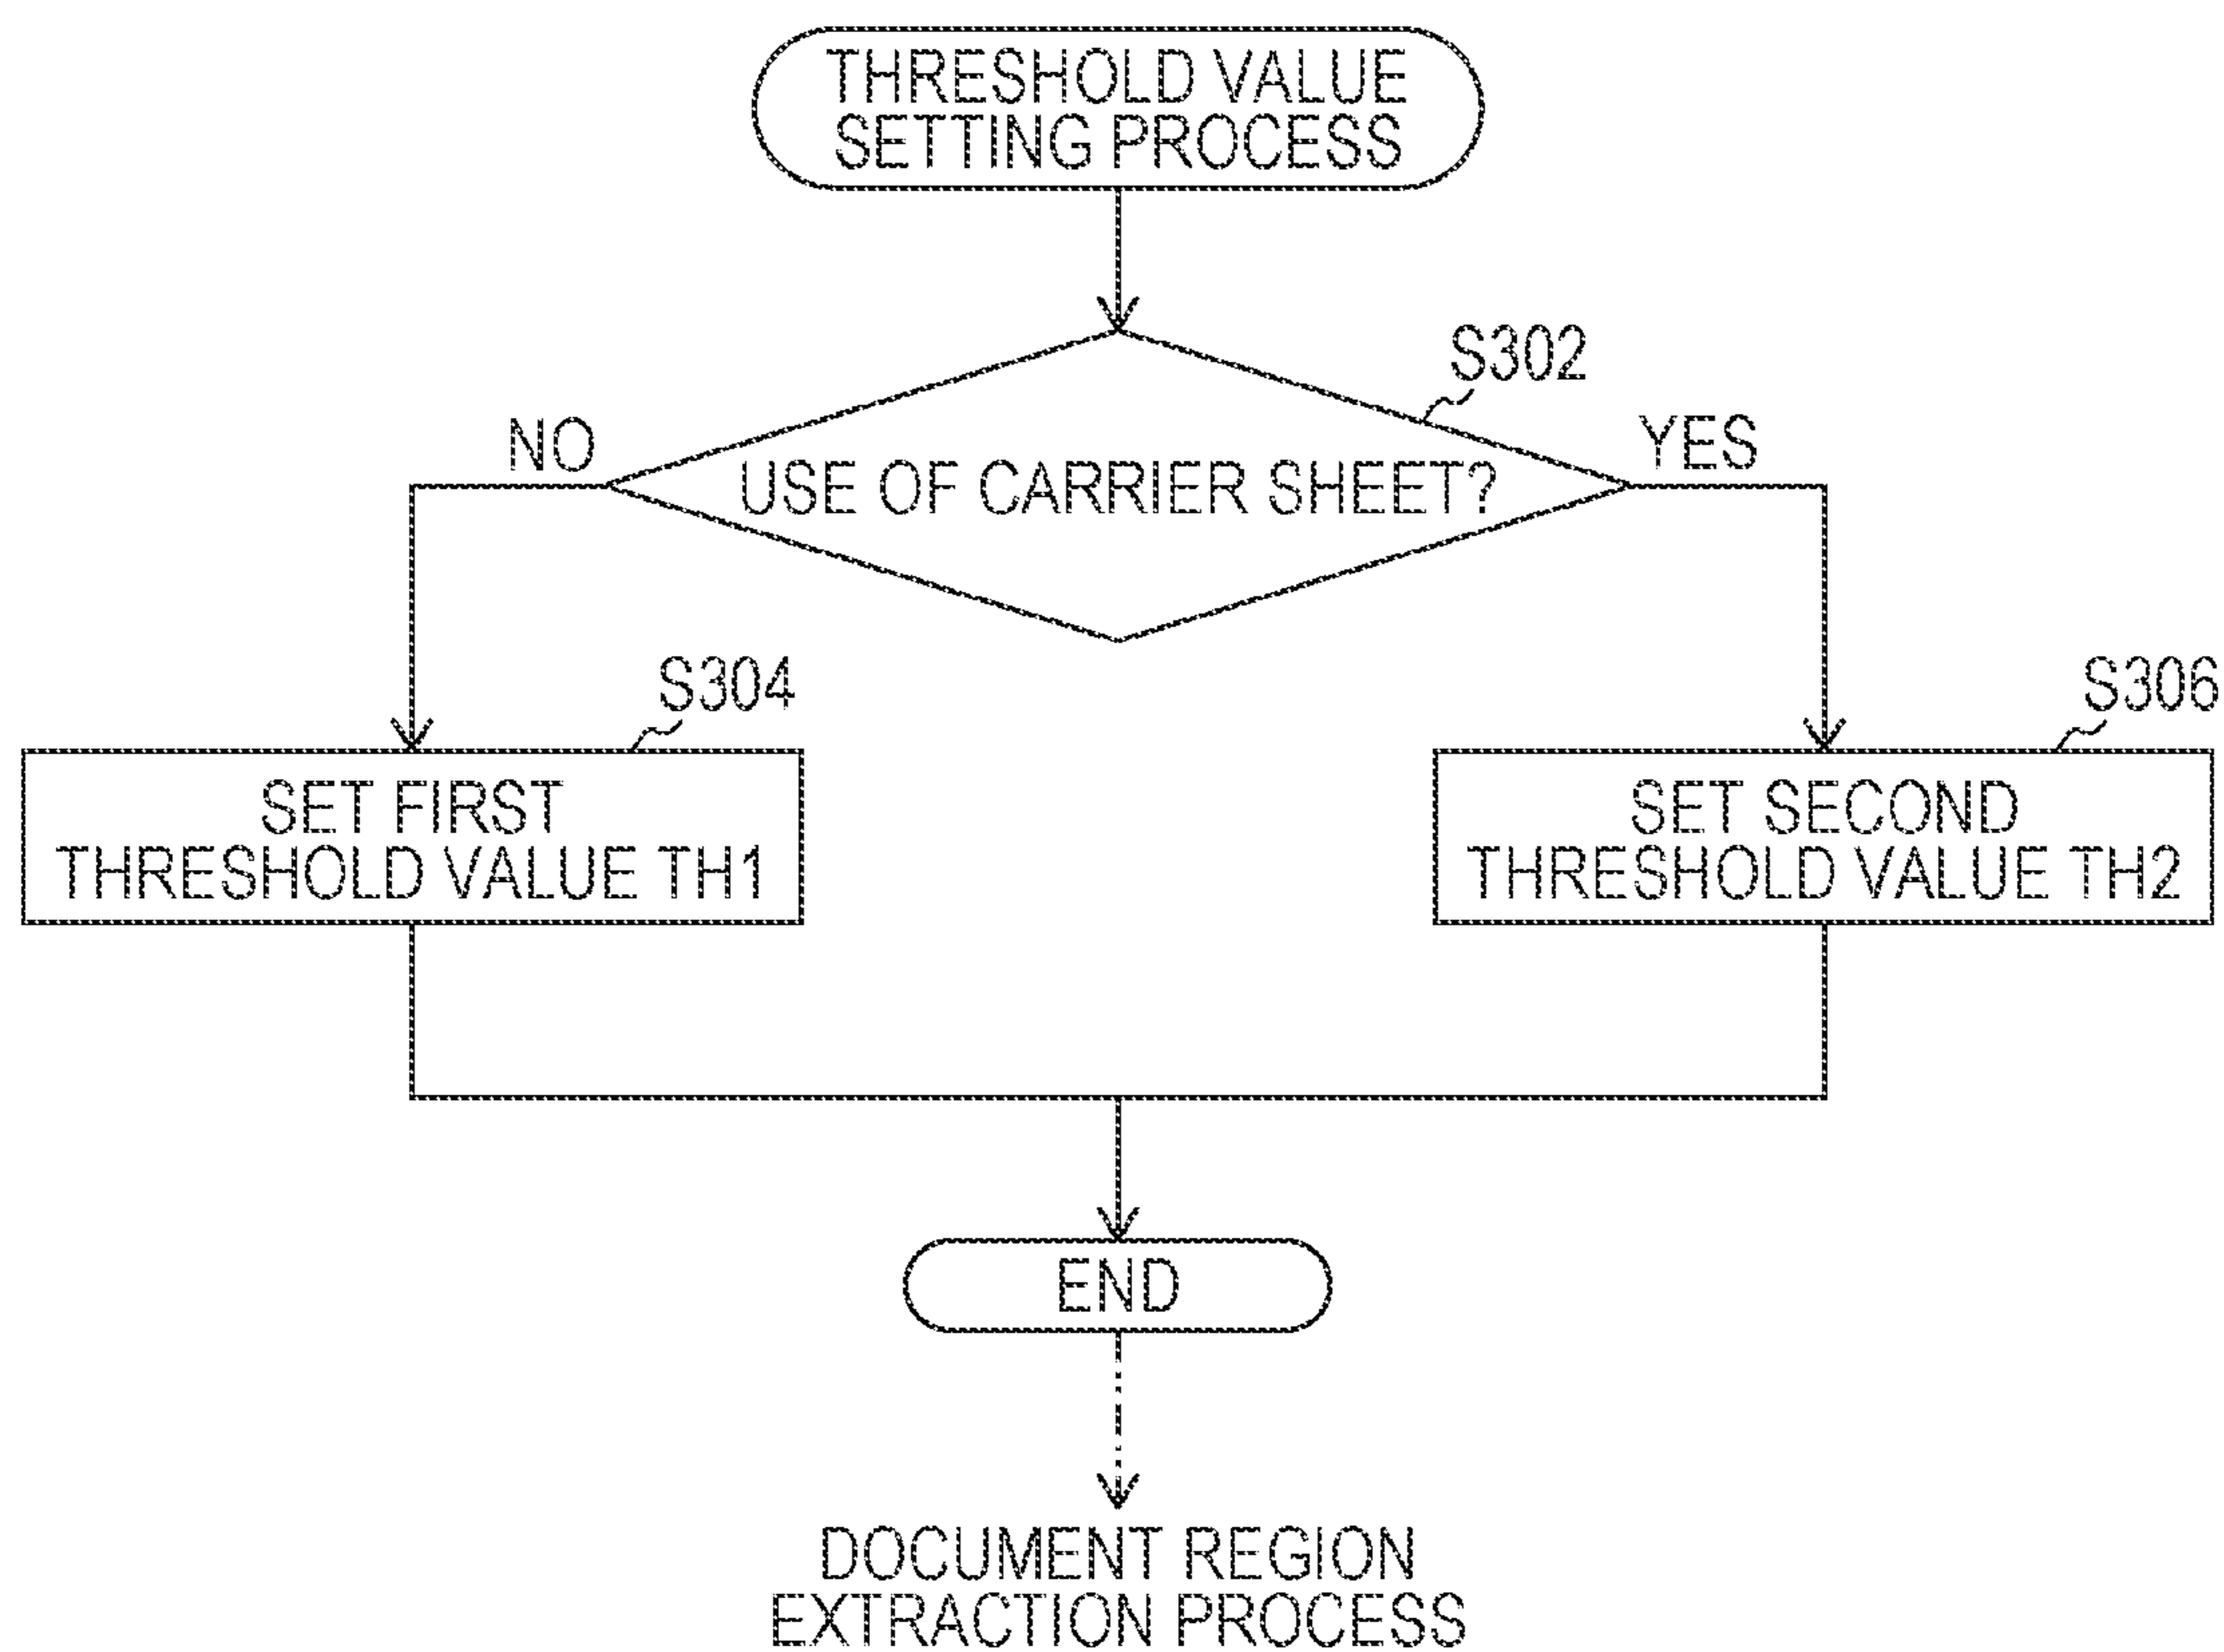 THRESHOLD VALUE
SETTING PROCESS
S302
NO
YES
USE OF CARRIER SHEET?
S304
S306
SET FIRST
THRESHOLD VALUE TH1
SET SECOND
THRESHOLD VALUE TH2
END
DOCUMENT REGION
EXTRACTION PROCESS